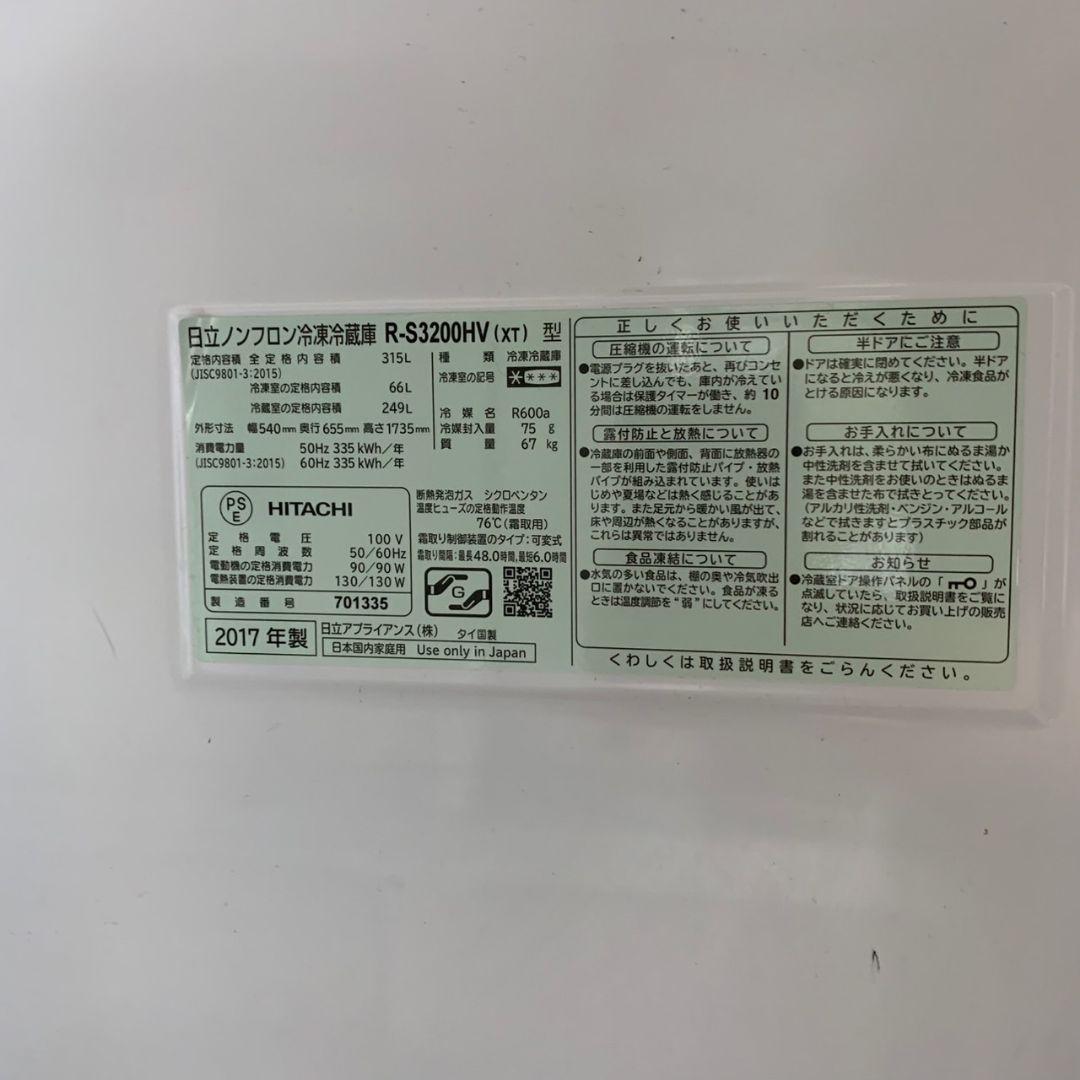 日立ノンフロン冷凍冷蔵庫 R-S3200HV(XT) 型
定格内容積 全定格内容積 315L
(JISC9801-3:2015)
冷凍室の定格内容積 66L
冷蔵室の定格内容積 249L
外形寸法 幅540mm 奥行655mm 高さ1735mm
消費電力量 50Hz 335kWh/年
(JISC9801-3:2015) 60Hz 335kWh/年
種類 冷凍冷蔵庫
冷凍室の記号 ****
冷媒名 R600a
冷媒封入量 75 g
質量 67 kg
PSE HITACHI
定格電圧 100V
定格周波数 50/60Hz
電動機の定格消費電力 90/90W
電熱装置の定格消費電力 130/130W
製造番号 701335
断熱発泡ガス シクロペンタン
温度ヒューズの定格動作温度
76℃(霜取用)
霜取り制御装置のタイプ:可変式
霜取り間隔:最長48.0時間,最短6.0時間
G
2017年製
日立アプライアンス(株) タイ国製
日本国内家庭用 Use only in Japan
正しくお使いいただくために
圧縮機の運転について
●電源プラグを抜いたあと、再びコンセ
ントに差し込んでも、庫内が冷えてい
る場合は保護タイマーが働き、約10
分間は圧縮機の運転をしません。
露付防止と放熱について
●冷蔵庫の前面や側面、背面に放熱器の
一部を利用した露付防止パイプ・放熱
パイプが組み込まれています。使いは
じめや夏場などは熱く感じることがあ
ります。また足元から暖かい風が出て、
床や周辺が熱くなることがありますが、
これらは異常ではありません。
食品凍結について
●水気の多い食品は、棚の奥や冷気吹出
口に置かないでください。食品が凍る
ときは温度調節を“弱”にしてください。
半ドアにご注意
●ドアは確実に閉めてください。半ドア
になると冷えが悪くなり、冷凍食品が
とける原因になります。
お手入れについて
●お手入れは、柔らかい布にぬるま湯か
中性洗剤を含ませて拭いてください。
また中性洗剤をお使いのときはぬるま
湯を含ませた布で拭きとってください。
(アルカリ性洗剤・ベンジン・アルコール
などで拭きますとプラスチック部品が
割れることがあります)
お知らせ
●冷蔵室ドア操作パネルの「 」が
点滅していたら、取扱説明書をご覧に
なり、状況に応じてお買い上げの販売
店へご連絡ください。
くわしくは取扱説明書をごらんください。